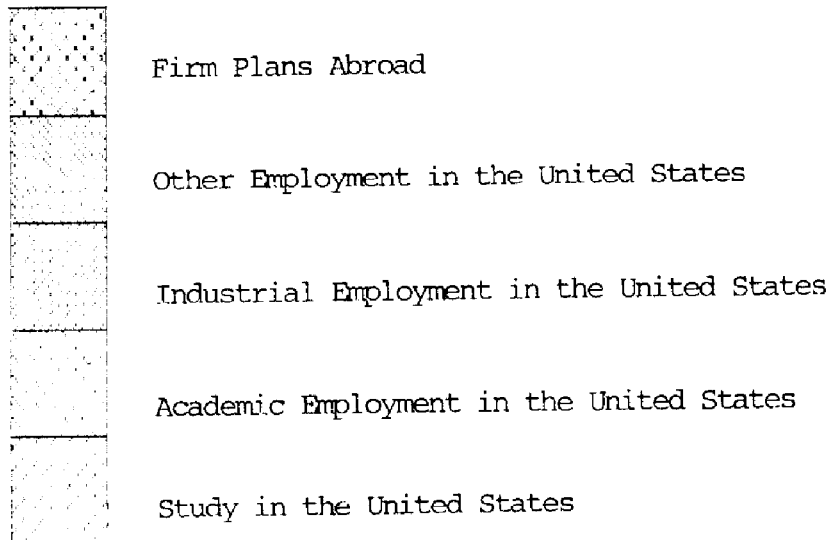 Firm Plans Abroad
Other Employment in the United States
Industrial Employment in the United States
Academic Employment in the United States
Study in the United States